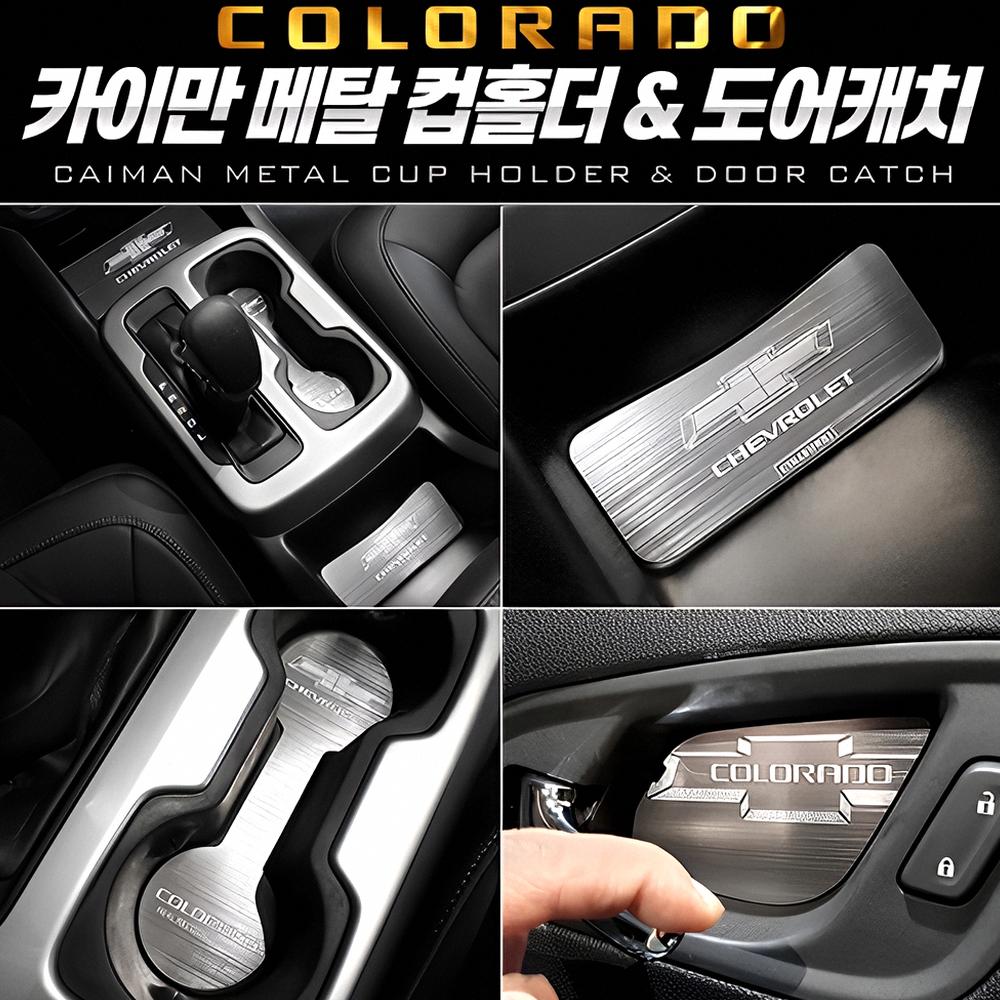 COLORADO
카이만 메탈 컵홀더 & 도어캐치
CAIMAN METAL CUP HOLDER & DOOR CATCH
CHEVROLET
CHEVROLET
COLORADO